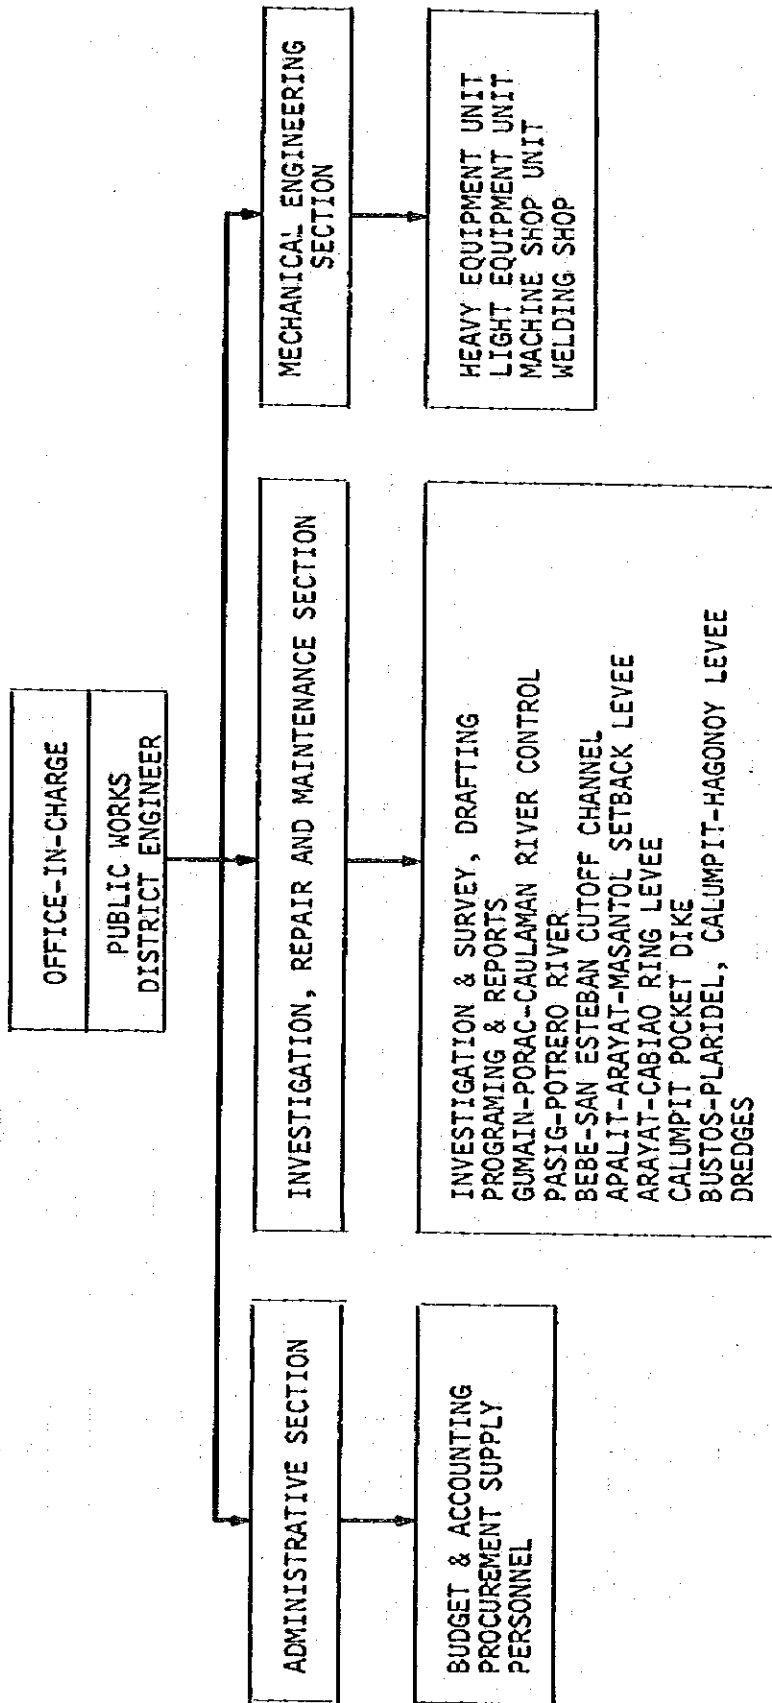 OFFICE-IN-CHARGE
PUBLIC WORKS
DISTRICT ENGINEER
ADMINISTRATIVE SECTION
BUDGET & ACCOUNTING
PROCUREMENT SUPPLY
PERSONNEL
INVESTIGATION, REPAIR AND MAINTENANCE SECTION
INVESTIGATION & SURVEY, DRAFTING
PROGRAMING & REPORTS
GUMAIN-PORAC-CAULAMAN RIVER CONTROL
PASIG-POTRERO RIVER
BEBE-SAN ESTEBAN CUTOFF CHANNEL
APALIT-ARAYAT-MASANTOL SETBACK LEVEE
ARAYAT-CABIAO RING LEVEE
CALUMPIT POCKET DIKE
BUSTOS-PLARIDEL, CALUMPIT-HAGONOY LEVEE
DREDGES
MECHANICAL ENGINEERING
SECTION
HEAVY EQUIPMENT UNIT
LIGHT EQUIPMENT UNIT
MACHINE SHOP UNIT
WELDING SHOP